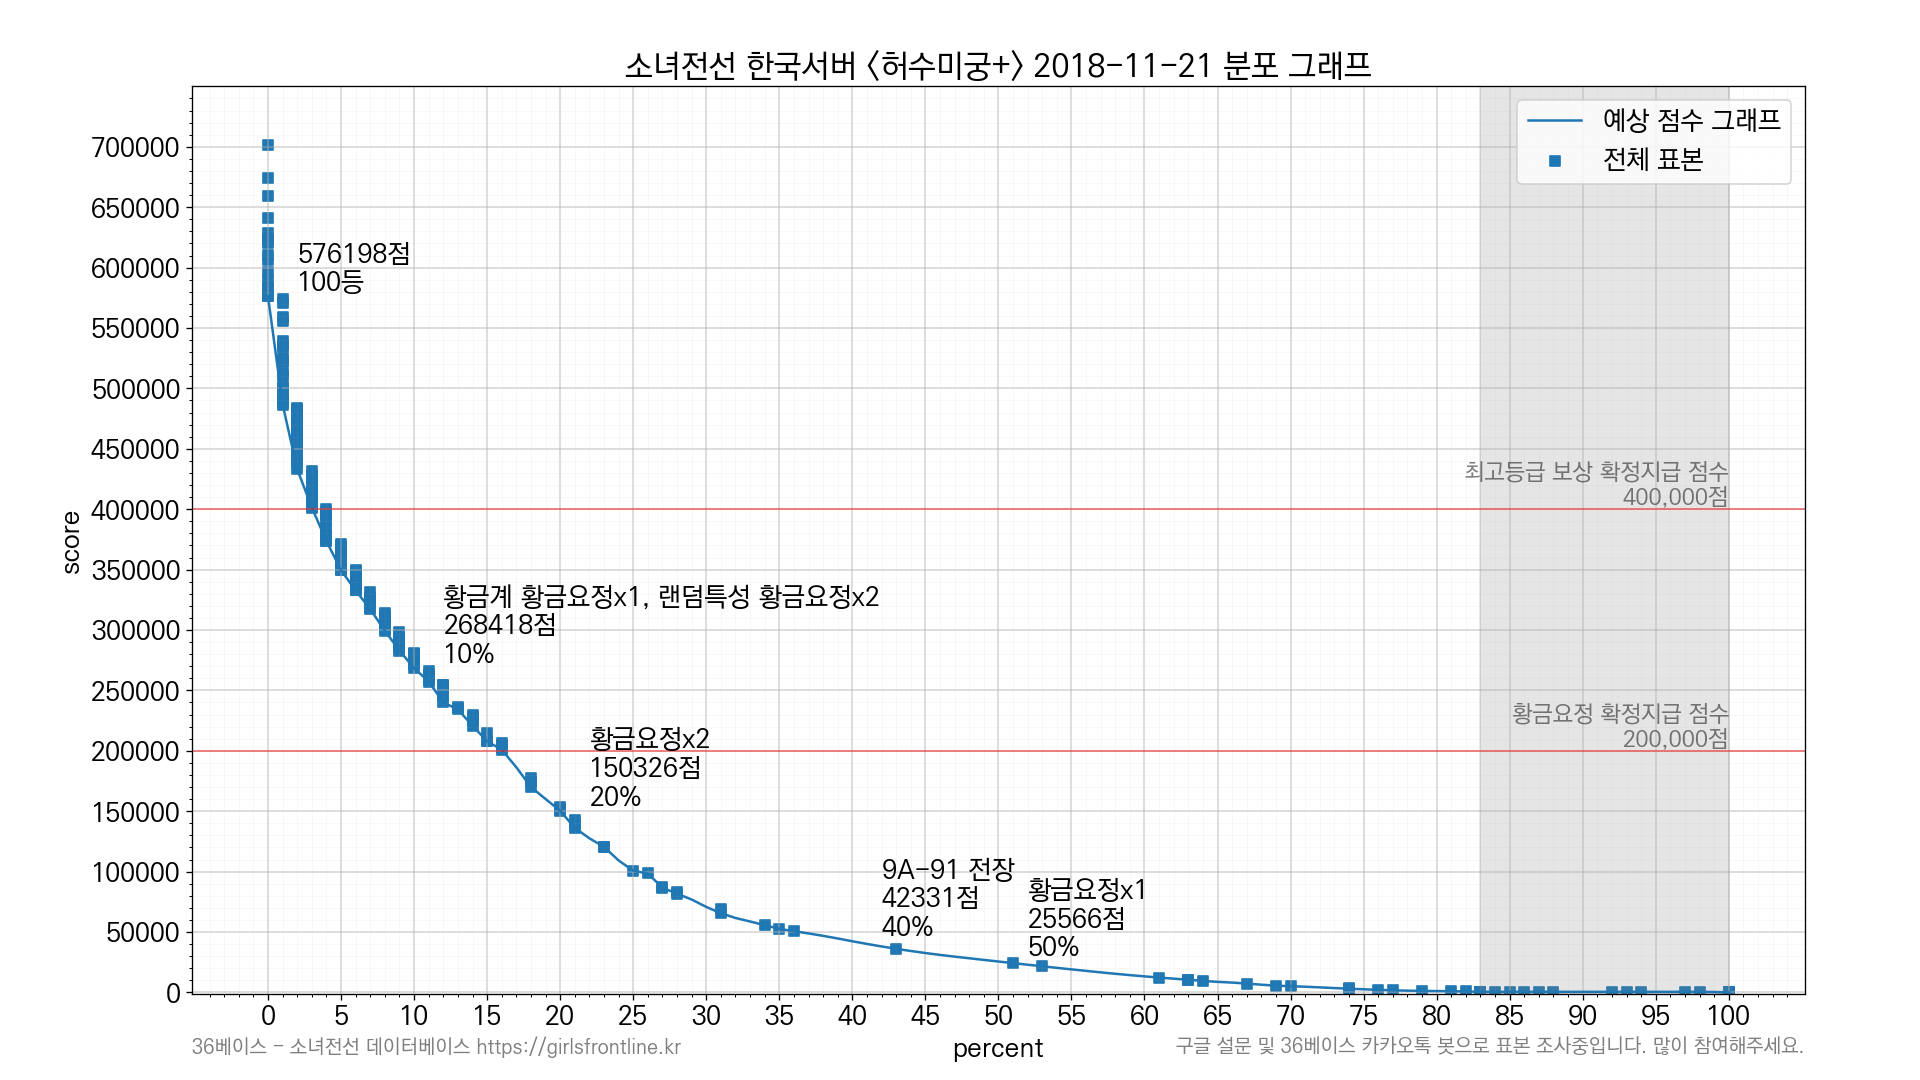 소녀전선 한국서버 <허수미궁+> 2018-11-21 분포 그래프
예상 점수 그래프
전체 표본
700000
650000
600000
550000
500000
450000
400000
350000
300000
250000
200000
150000
100000
50000
0
score
576198점
100등
최고등급 보상 확정지급 점수
400,000점
황금계 황금요정x1, 랜덤특성 황금요정x2
268418점
10%
황금요정 확정지급 점수
200,000점
황금요정x2
150326점
20%
9A-91 전장
42331점
40%
황금요정x1
25566점
50%
0 5 10 15 20 25 30 35 40 45 50 55 60 65 70 75 80 85 90 95 100
percent
36베이스 - 소녀전선 데이터베이스 https://girlsfrontline.kr
구글 설문 및 36베이스 카카오톡 봇으로 표본 조사중입니다. 많이 참여해주세요.